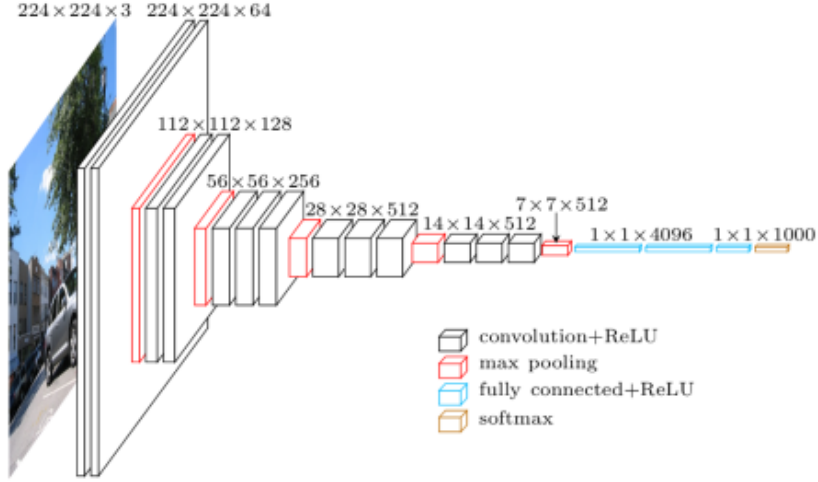 224×224×3
224×224×64
112×112×128
56×56×256
28×28×512
14×14×512
7×7×512
1×1×4096
1×1×1000
convolution+ReLU
max pooling
fully connected+ReLU
softmax